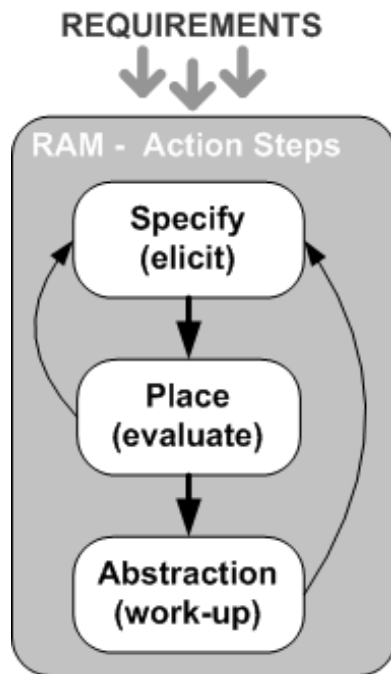 REQUIREMENTS
RAM - Action Steps
Specify
(elicit)
Place
(evaluate)
Abstraction
(work-up)